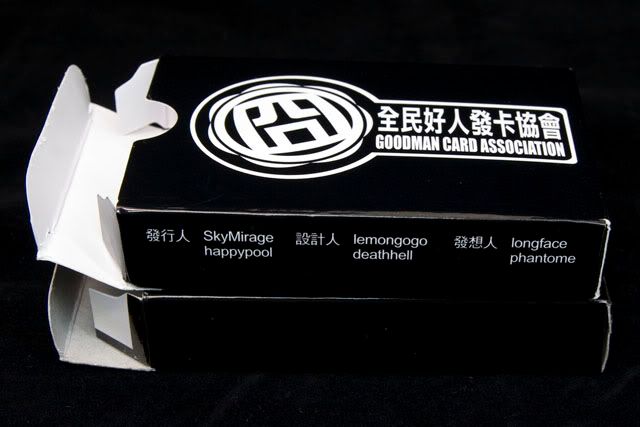 囧
全民好人發卡協會
GOODMAN CARD ASSOCIATION
發行人 SkyMirage 設計人 lemongogo 發想人 longface
happypool deathhell phantome